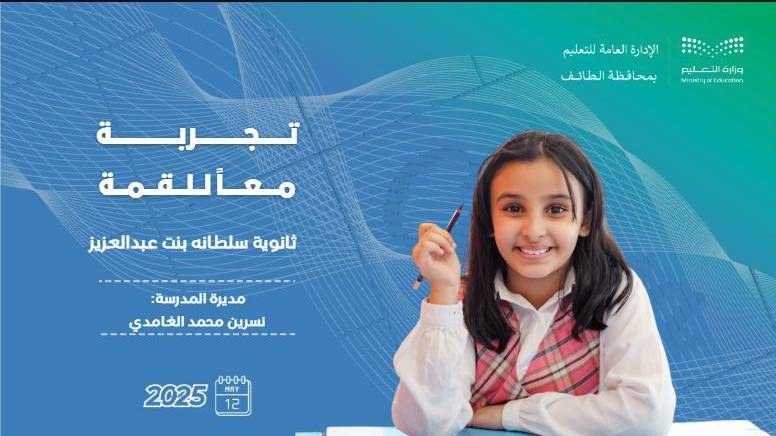 الإدارة العامة للتعليم
بمحافظة الطائف
وزارة التعليم
Ministry of Education
تجربة
معاًللقمة
ثانوية سلطانه بنت عبدالعزيز
مديرة المدرسة:
نسرين محمد الغامدي
2025
MAY
12